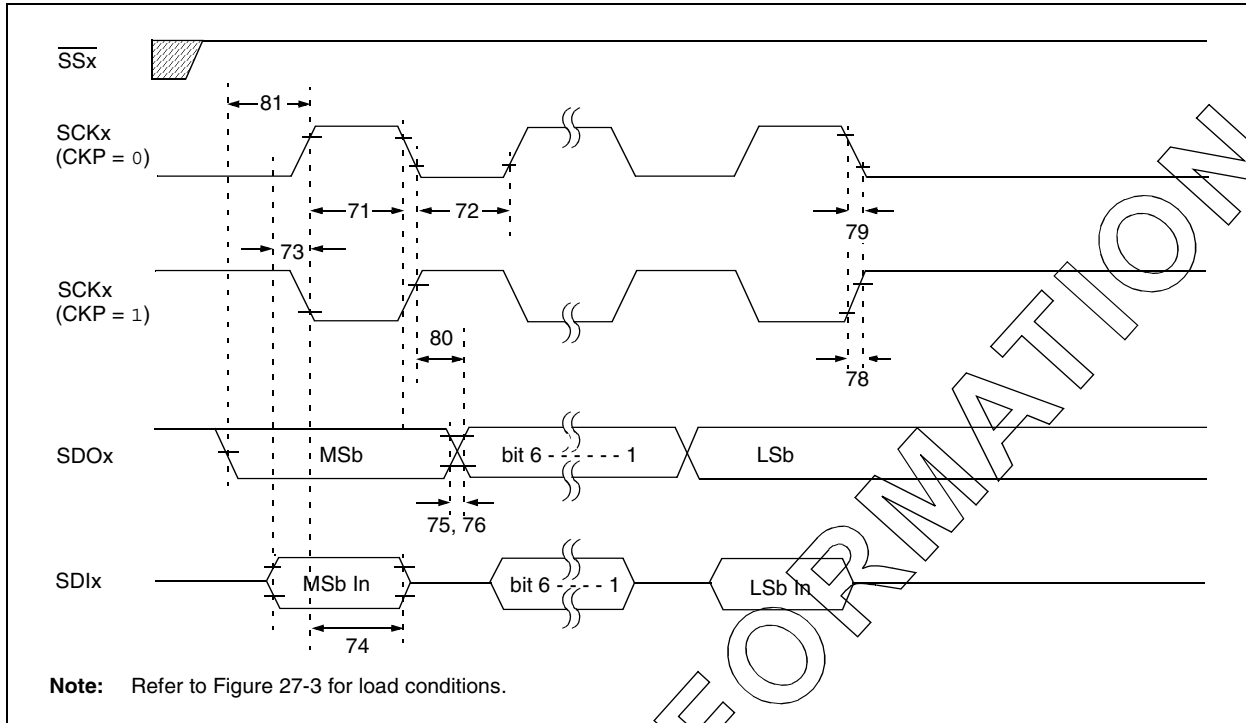 SSx
81
SCKx
(CKP = 0)
71
72
79
73
SCKx
(CKP = 1)
80
78
SDOx
MSb
bit 6 - - - - - - 1
LSb
75, 76
SDIx
MSb In
bit 6 - - - - 1
LSb In
74
Note: Refer to Figure 27-3 for load conditions.
FORMATION